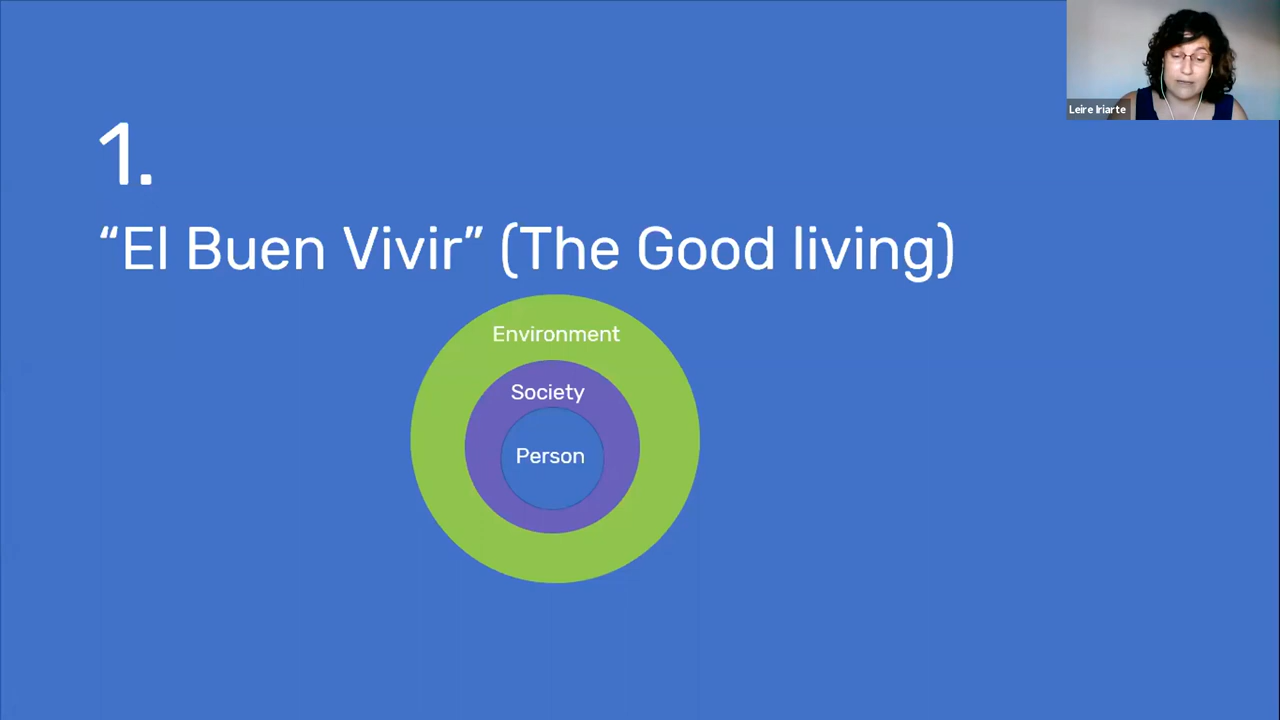 Leire Iriarte
1.
“El Buen Vivir” (The Good living)
Environment
Society
Person